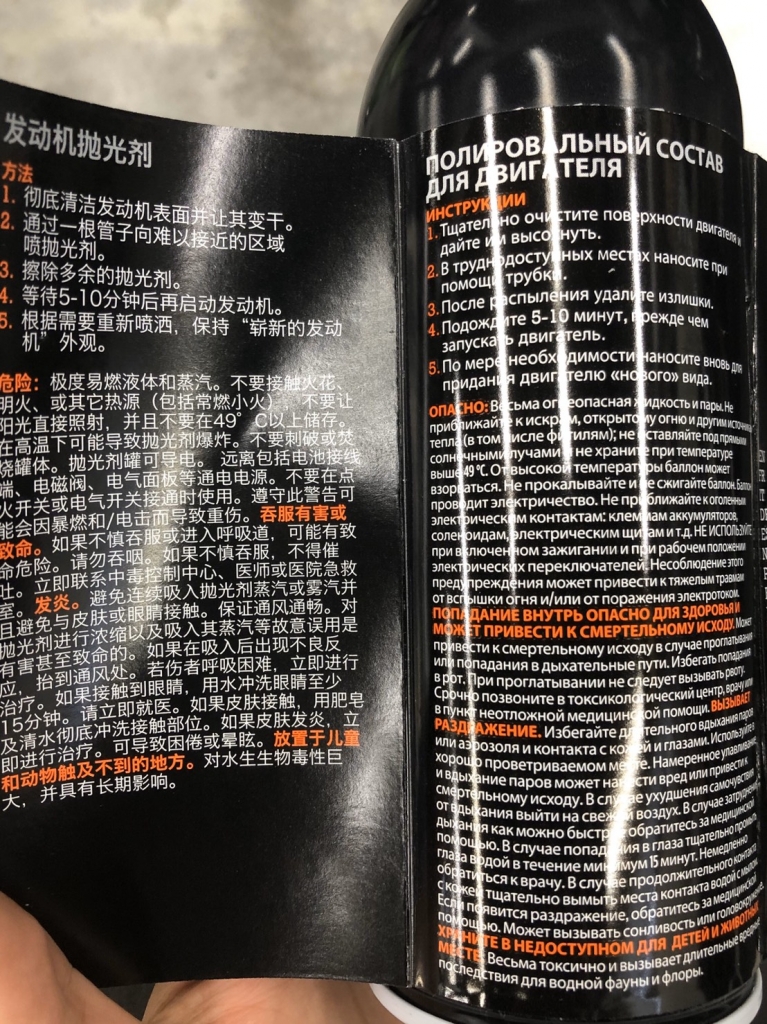 发动机抛光剂
方法
1. 彻底清洁发动机表面并让其变干。
2. 通过一根管子向难以接近的区域
喷抛光剂。
3. 擦除多余的抛光剂。
4. 等待5-10分钟后再启动发动机。
5. 根据需要重新喷洒，保持“崭新的发动
机”外观。
危险：极度易燃液体和蒸汽。不要接触火花、
明火、或其它热源（包括常燃小火），不要让
阳光直接照射，并且不要在49°C以上储存。
在高温下可能导致抛光剂爆炸。不要刺破或焚
烧罐体。抛光剂罐可导电。 远离包括电池接线
端、电磁阀、电气面板等通电电源。不要在点
火开关或电气开关接通时使用。遵守此警告可
能会因暴燃和/电击而导致重伤。吞服有害或
致命。如果不慎吞服或进入呼吸道，可能有致
命危险。请勿吞咽。如果不慎吞服，不得催
吐。立即联系中毒控制中心、医师或医院急救
室。发炎。避免连续吸入抛光剂蒸汽或雾汽并
且避免与皮肤或眼睛接触。保证通风通畅。对
抛光剂进行浓缩以及吸入其蒸汽等故意误用是
有害甚至致命的。如果在吸入后出现不良反
应，抬到通风处。若伤者呼吸困难，立即进行
治疗。如果接触到眼睛，用水冲洗眼睛至少
15分钟。请立即就医。如果皮肤接触，用肥皂
及清水彻底冲洗接触部位。如果皮肤发炎，立
即进行治疗。可导致困倦或晕眩。放置于儿童
和动物触及不到的地方。对水生生物毒性巨
大，并具有长期影响。
ПОЛИРОВАЛЬНЫЙ СОСТАВ
ДЛЯ ДВИГАТЕЛЯ
ИНСТРУКЦИИ
1. Тщательно очистите поверхности двигателя и
дайте им высохнуть.
2. В труднодоступных местах наносите при
помощи трубки.
3. После распыления удалите излишки.
4. Подождите 5-10 минут, прежде чем
запускать двигатель.
5. По мере необходимости наносите вновь для
придания двигателю «нового» вида.
ОПАСНО: Весьма огнеопасная жидкость и пары. Не
приближайте к искрам, открытому огню и другим источникам
тепла (в том числе фитилям); не оставляйте под прямыми
солнечными лучами и не храните при температуре
выше 49 °C. От высокой температуры баллон может
взорваться. Не прокалывайте и не сжигайте баллон. Баллон
проводит электричество. Не приближайте к оголенным
электрическим контактам: клеммам аккумуляторов,
соленоидам, электрическим щитам и т.д. НЕ ИСПОЛЬЗУЙТЕ
при включенном зажигании и при рабочем положении
электрических переключателей. Несоблюдение этого
предупреждения может привести к тяжелым травмам
от вспышки огня и/или от поражения электротоком.
ПОПАДАНИЕ ВНУТРЬ ОПАСНО ДЛЯ ЗДОРОВЬЯ И
МОЖЕТ ПРИВЕСТИ К СМЕРТЕЛЬНОМУ ИСХОДУ. Может
привести к смертельному исходу в случае проглатывания
или попадания в дыхательные пути. Избегать попадания
в рот. При проглатывании не следует вызывать рвоту.
Срочно позвоните в токсикологический центр, врачу или
в пункт неотложной медицинской помощи. ВЫЗЫВАЕТ
РАЗДРАЖЕНИЕ. Избегайте длительного вдыхания паров
или аэрозоля и контакта с кожей и глазами. Используйте в
хорошо проветриваемом месте. Намеренное улавливание
и вдыхание паров может нанести вред или привести к
смертельному исходу. В случае ухудшения самочувствия
от вдыхания выйти на свежий воздух. В случае затруднения
дыхания как можно быстрее обратитесь за медицинской
помощью. В случае попадания в глаза тщательно промыть
глаза водой в течение минимум 15 минут. Немедленно
обратиться к врачу. В случае продолжительного контакта
с кожей тщательно вымыть места контакта водой с мылом.
Если появится раздражение, обратитесь за медицинской
помощью. Может вызывать сонливость или головокружение.
ХРАНИТЕ В НЕДОСТУПНОМ ДЛЯ ДЕТЕЙ И ЖИВОТНЫХ
МЕСТЕ. Весьма токсично и вызывает длительные вредные
последствия для водной фауны и флоры.